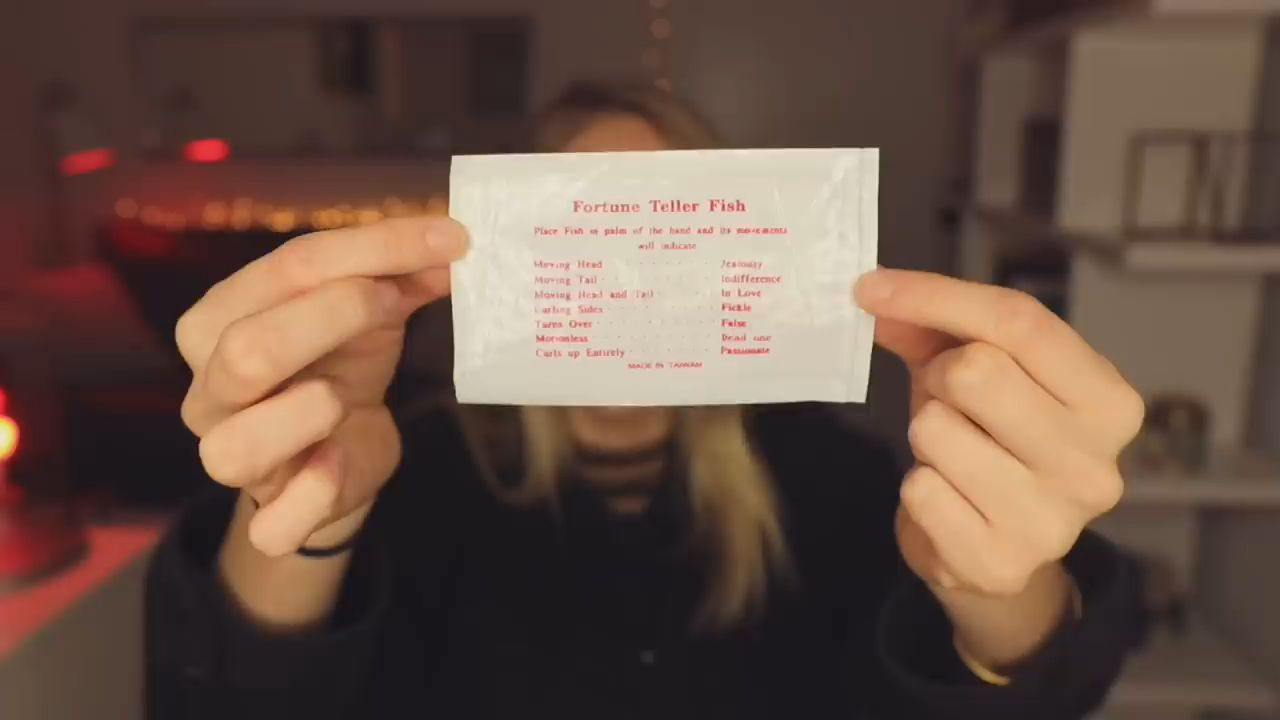 Fortune Teller Fish
Place Fish in palm of the hand and its movements
will indicate
Moving Head . . . . . . Jealousy
Moving Tail . . . . . . Indifference
Moving Head and Tail . . . . . . In Love
Curling Sides . . . . . . Fickle
Turns Over . . . . . . False
Motionless . . . . . . Dead one
Curls up Entirely . . . . . . Passionate
MADE IN TAIWAN